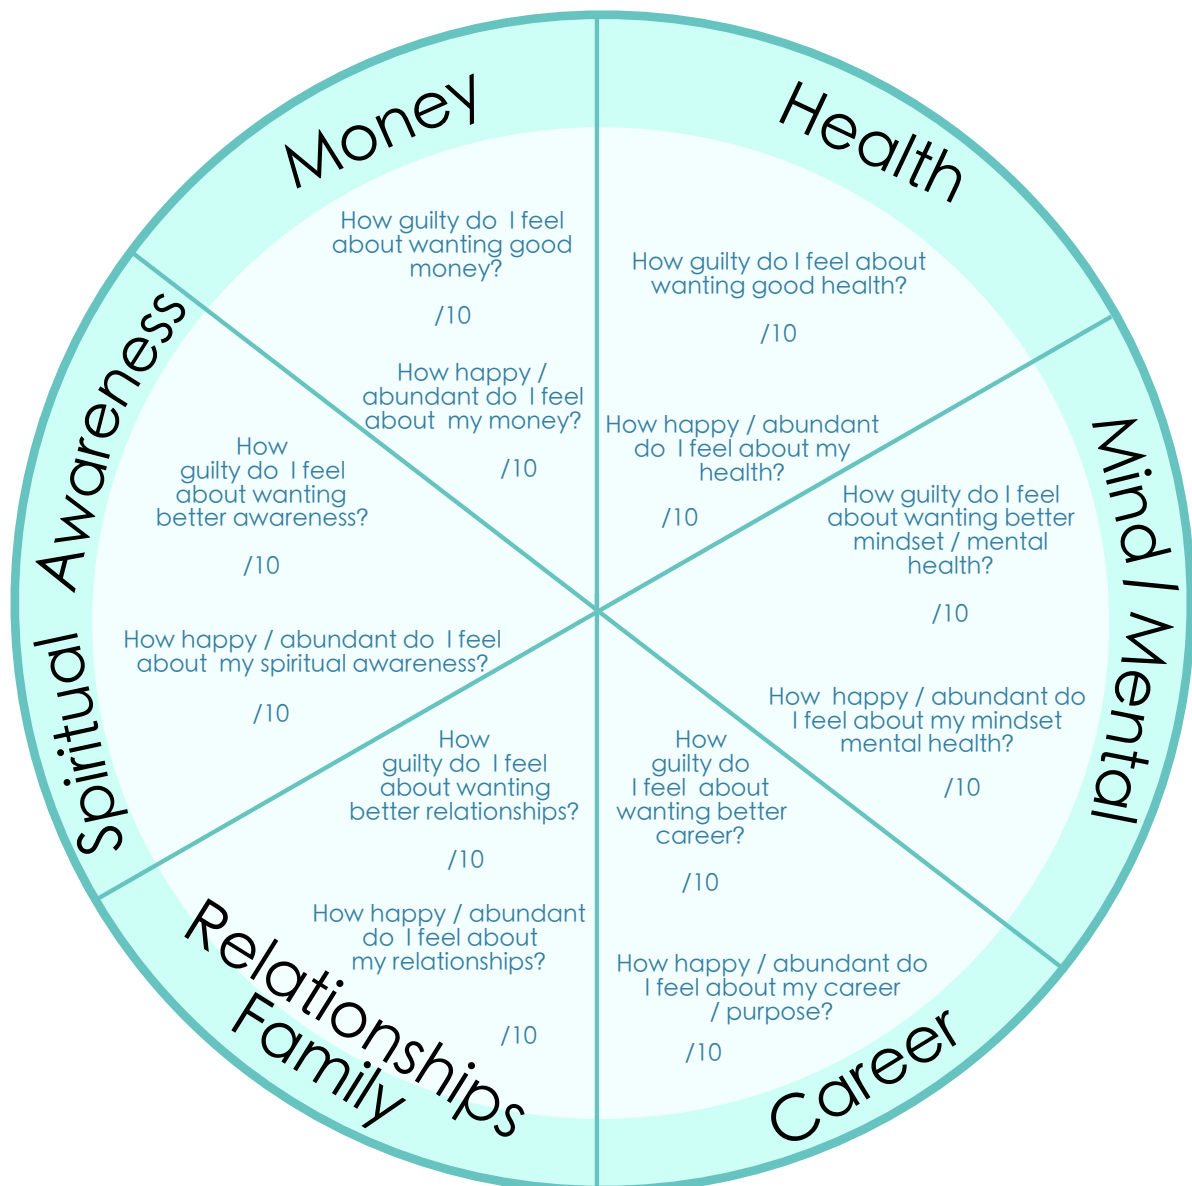 Money
How guilty do I feel
about wanting good
money?
/10
How happy /
abundant do I feel
about my money?
/10
Health
How guilty do I feel about
wanting good health?
/10
How happy / abundant
do I feel about my
health?
/10
Mind / Mental
How guilty do I feel
about wanting better
mindset / mental
health?
/10
How happy / abundant do
I feel about my mindset
mental health?
/10
Career
How
guilty do
I feel about
wanting better
career?
/10
How happy / abundant do
I feel about my career
/ purpose?
/10
Relationships
Family
How
guilty do I feel
about wanting
better relationships?
/10
How happy / abundant
do I feel about
my relationships?
/10
Spiritual Awareness
How
guilty do I feel
about wanting
better awareness?
/10
How happy / abundant do I feel
about my spiritual awareness?
/10